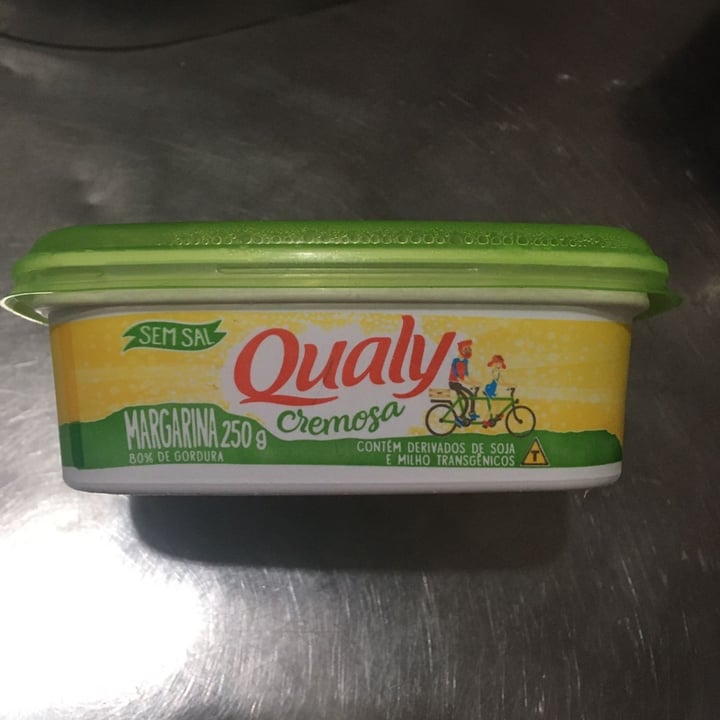 SEM SAL
Qualy
cremosa
MARGARINA 250 g
80% DE GORDURA
CONTÉM DERIVADOS DE SOJA
E MILHO TRANSGÊNICOS
T